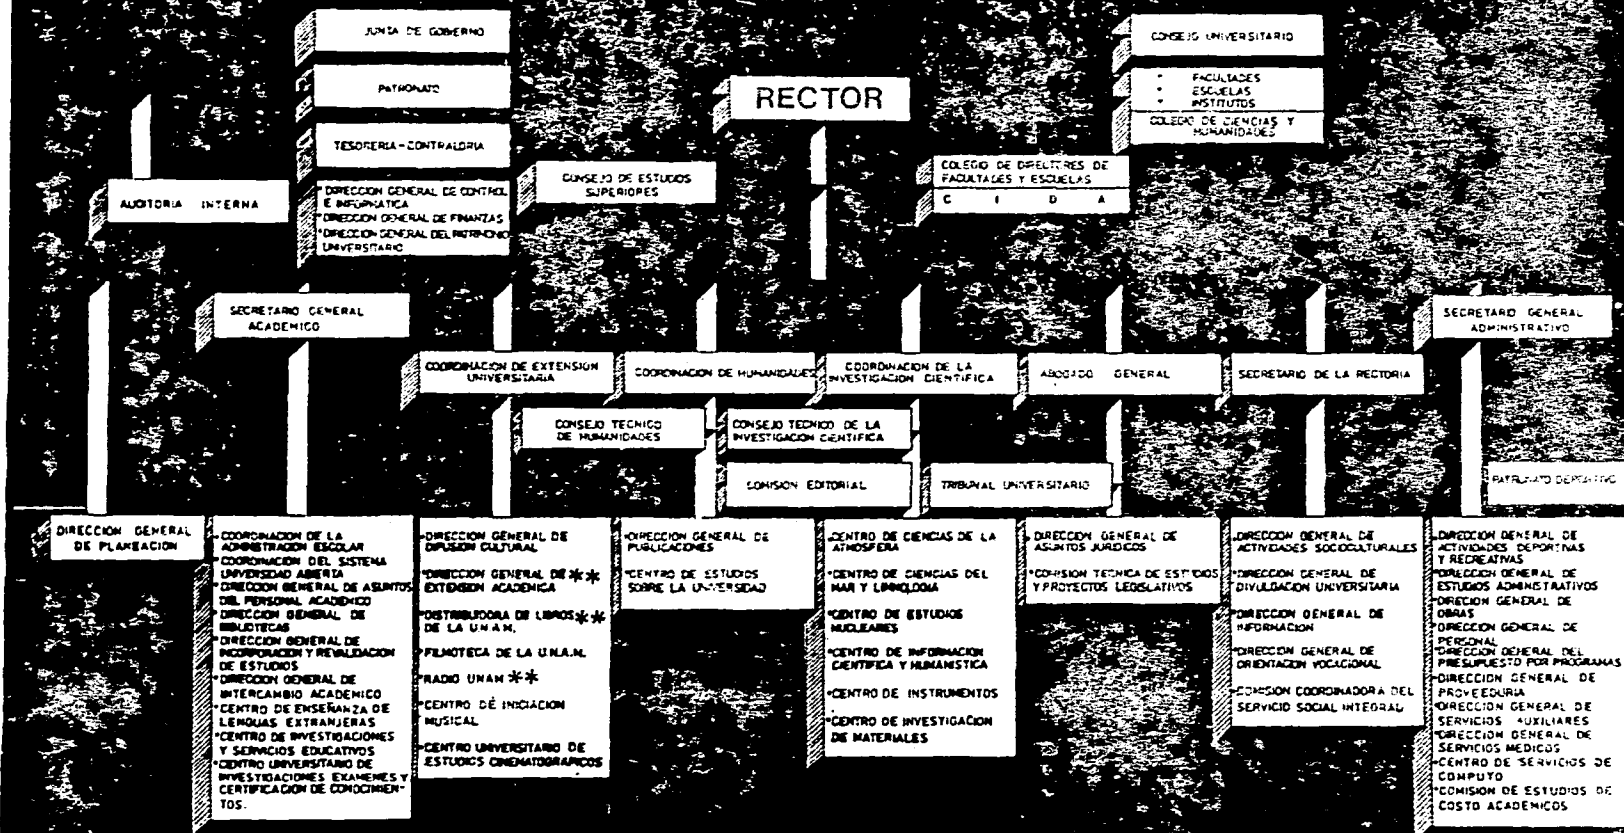 JUNTA DE GOBIERNO
PATRONATO
TESORERIA-CONTRALORIA
* DIRECCION GENERAL DE CONTROL
E INFORMATICA
* DIRECCION GENERAL DE FINANZAS
* DIRECCION GENERAL DEL PATRIMONIO
UNIVERSITARIO
AUDITORIA INTERNA
RECTOR
CONSEJO DE ESTUDIOS
SUPERIORES
CONSEJO UNIVERSITARIO
* FACULTADES
* ESCUELAS
* INSTITUTOS
COLEGIO DE CIENCIAS Y
HUMANIDADES
COLEGIO DE DIRECTORES DE
FACULTADES Y ESCUELAS
C I D A
SECRETARIO GENERAL
ACADEMICO
SECRETARIO GENERAL
ADMINISTRATIVO
COORDINACION DE EXTENSION
UNIVERSITARIA
COORDINACION DE HUMANIDADES
COORDINACION DE LA
INVESTIGACION CIENTIFICA
ABOGADO GENERAL
SECRETARIO DE LA RECTORIA
CONSEJO TECNICO
DE HUMANIDADES
CONSEJO TECNICO DE LA
INVESTIGACION CIENTIFICA
COMISION EDITORIAL
TRIBUNAL UNIVERSITARIO
PATRONATO DEPORTIVO
DIRECCION GENERAL
DE PLANEACION
* COORDINACION DE LA
ADMINISTRACION ESCOLAR
COORDINACION DEL SISTEMA
UNIVERSIDAD ABIERTA
* DIRECCION GENERAL DE ASUNTOS
DEL PERSONAL ACADEMICO
* DIRECCION GENERAL DE
BIBLIOTECAS
* DIRECCION GENERAL DE
INCORPORACION Y REVALIDACION
DE ESTUDIOS
* DIRECCION GENERAL DE
INTERCAMBIO ACADEMICO
* CENTRO DE ENSEÑANZA DE
LENGUAS EXTRANJERAS
* CENTRO DE INVESTIGACIONES
Y SERVICIOS EDUCATIVOS
* CENTRO UNIVERSITARIO DE
INVESTIGACIONES EXAMENES Y
CERTIFICACION DE CONOCIMIEN-
TOS.
* DIRECCION GENERAL DE
DIFUSION CULTURAL
* DIRECCION GENERAL DE **
EXTENSION ACADEMICA
* DISTRIBUIDORA DE LIBROS **
DE LA U.N.A.M.
* FILMOTECA DE LA U.N.A.M.
* RADIO UNAM **
* CENTRO DE INICIACION
MUSICAL
* CENTRO UNIVERSITARIO DE
ESTUDIOS CINEMATOGRAFICOS
* DIRECCION GENERAL DE
PUBLICACIONES
* CENTRO DE ESTUDIOS
SOBRE LA UNIVERSIDAD
* CENTRO DE CIENCIAS DE LA
ATMOSFERA
* CENTRO DE CIENCIAS DEL
MAR Y LIMNOLOGIA
* CENTRO DE ESTUDIOS
NUCLEARES
* CENTRO DE INFORMACION
CIENTIFICA Y HUMANISTICA
* CENTRO DE INSTRUMENTOS
* CENTRO DE INVESTIGACION
DE MATERIALES
* DIRECCION GENERAL DE
ASUNTOS JURIDICOS
* COMISION TECNICA DE ESTUDIOS
Y PROYECTOS LEGISLATIVOS
* DIRECCION GENERAL DE
ACTIVIDADES SOCIOCULTURALES
* DIRECCION GENERAL DE
DIVULGACION UNIVERSITARIA
* DIRECCION GENERAL DE
INFORMACION
* DIRECCION GENERAL DE
ORIENTACION VOCACIONAL
* COMISION COORDINADORA DEL
SERVICIO SOCIAL INTEGRAL
* DIRECCION GENERAL DE
ACTIVIDADES DEPORTIVAS
Y RECREATIVAS
* DIRECCION GENERAL DE
ESTUDIOS ADMINISTRATIVOS
* DIRECION GENERAL DE
OBRAS
* DIRECCION GENERAL DE
PERSONAL
* DIRECCION GENERAL DEL
PRESUPUESTO POR PROGRAMAS
* DIRECCION GENERAL DE
PROVEEDURIA
* DIRECCION GENERAL DE
SERVICIOS AUXILIARES
* DIRECCION GENERAL DE
SERVICIOS MEDICOS
* CENTRO DE SERVICIOS DE
COMPUTO
* COMISION DE ESTUDIOS DE
COSTO ACADEMICOS